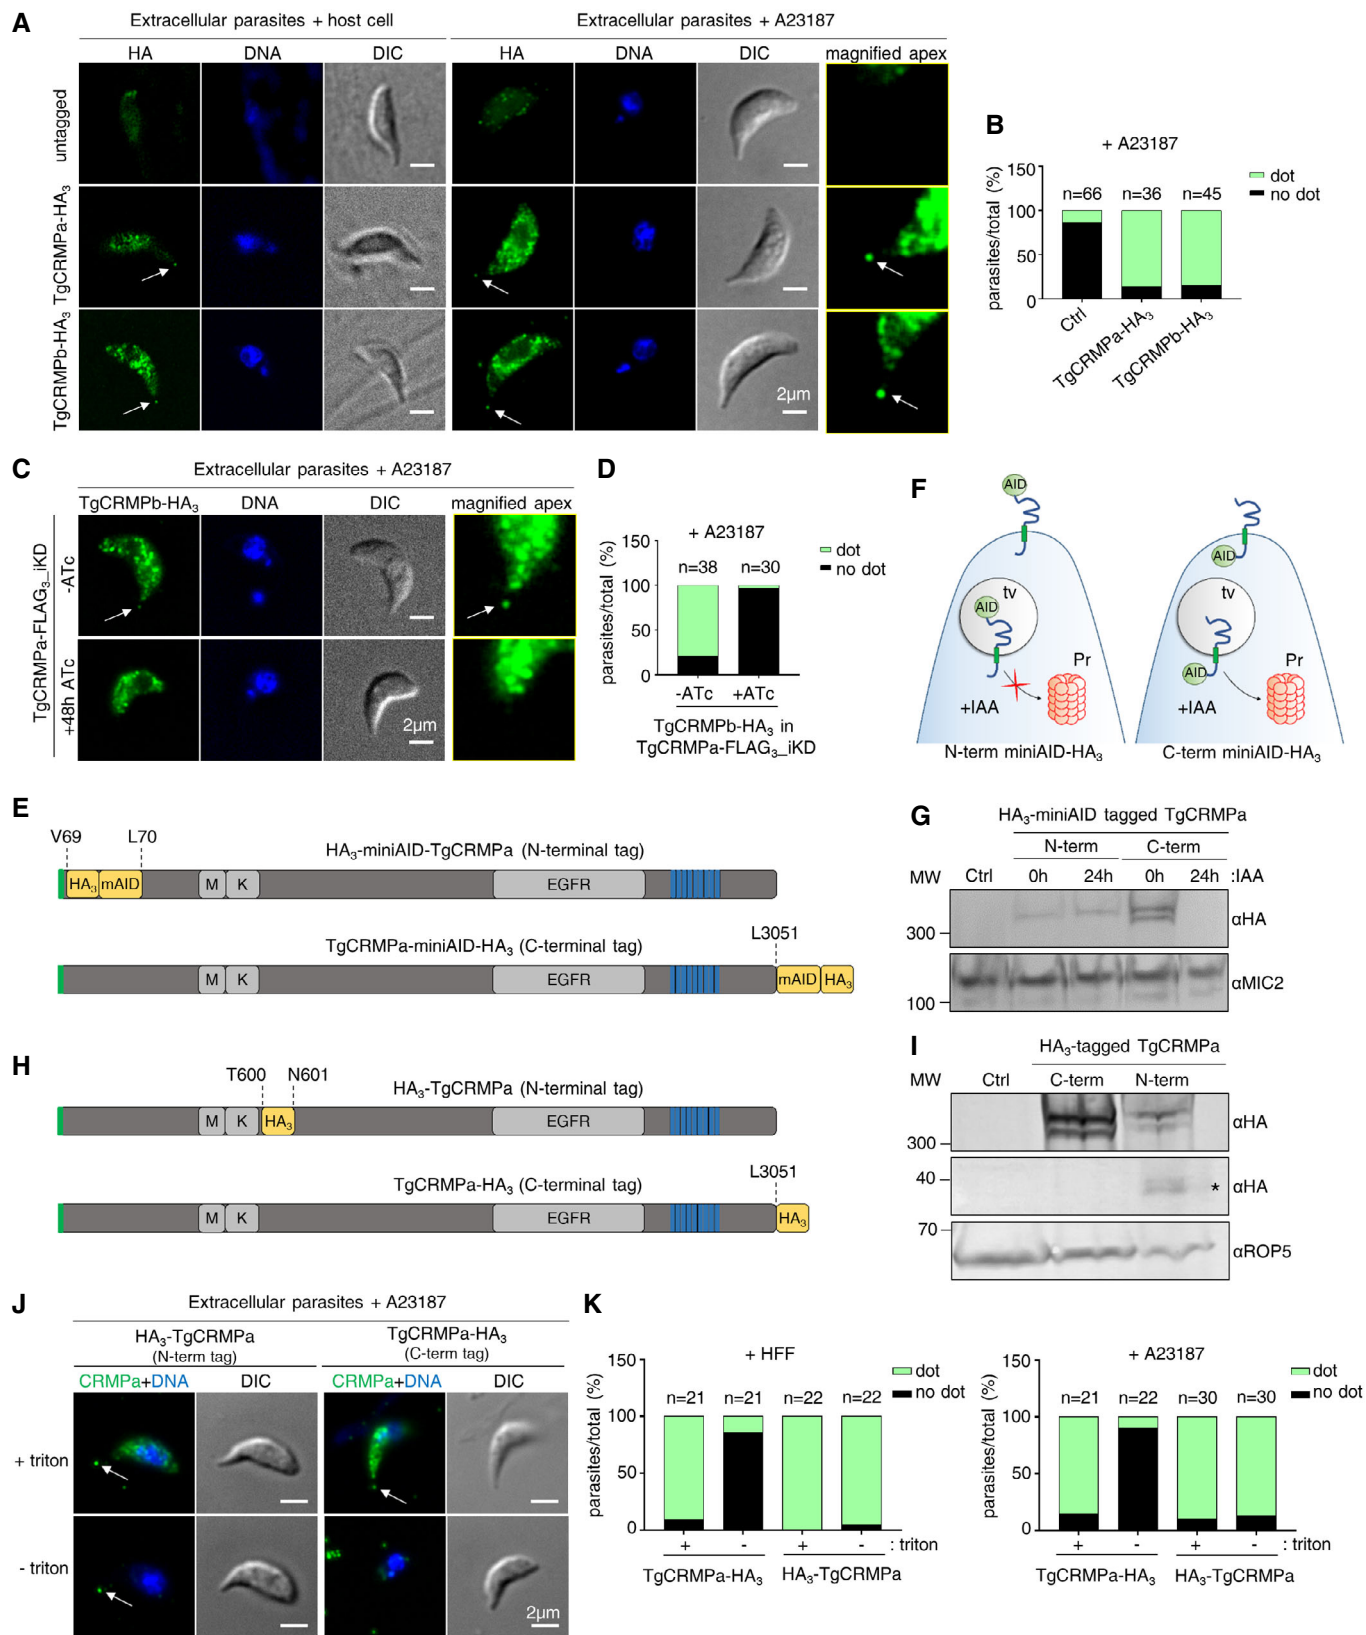 A
Extracellular parasites + host cell
Extracellular parasites + A23187
HA DNA DIC HA DNA DIC magnified apex
untagged
TgCRMPa-HA3
TgCRMPb-HA3
2µm
B
+ A23187
dot
no dot
parasites/total (%)
150
100
50
0
n=66 n=36 n=45
Ctrl
TgCRMPa-HA3
TgCRMPb-HA3
C
Extracellular parasites + A23187
TgCRMPb-HA3 DNA DIC magnified apex
TgCRMPa-FLAG3_iKD
-ATc
+48h ATc
2µm
D
+ A23187
dot
no dot
parasites/total (%)
150
100
50
0
n=38 n=30
-ATc +ATc
TgCRMPb-HA3 in
TgCRMPa-FLAG3_iKD
F
AID
AID
tv
AID
Pr
+IAA
N-term miniAID-HA3
tv
AID
Pr
+IAA
C-term miniAID-HA3
E
V69 L70
HA3-miniAID-TgCRMPa (N-terminal tag)
HA3 mAID M K EGFR
TgCRMPa-miniAID-HA3 (C-terminal tag)
L3051
M K EGFR mAID HA3
G
HA3-miniAID tagged TgCRMPa
N-term C-term
MW Ctrl 0h 24h 0h 24h :IAA
300
αHA
100
αMIC2
H
T600 N601
HA3-TgCRMPa (N-terminal tag)
M K HA3 EGFR
TgCRMPa-HA3 (C-terminal tag)
L3051
M K EGFR HA3
I
HA3-tagged TgCRMPa
MW Ctrl C-term N-term
300
αHA
40
* αHA
70
αROP5
J
Extracellular parasites + A23187
HA3-TgCRMPa
(N-term tag)
TgCRMPa-HA3
(C-term tag)
CRMPa+DNA DIC CRMPa+DNA DIC
+ triton
- triton
2µm
K
+ HFF
dot
no dot
parasites/total (%)
150
100
50
0
n=21 n=21 n=22 n=22
+ - + - : triton
TgCRMPa-HA3 HA3-TgCRMPa
+ A23187
dot
no dot
parasites/total (%)
150
100
50
0
n=21 n=22 n=30 n=30
+ - + - : triton
TgCRMPa-HA3 HA3-TgCRMPa